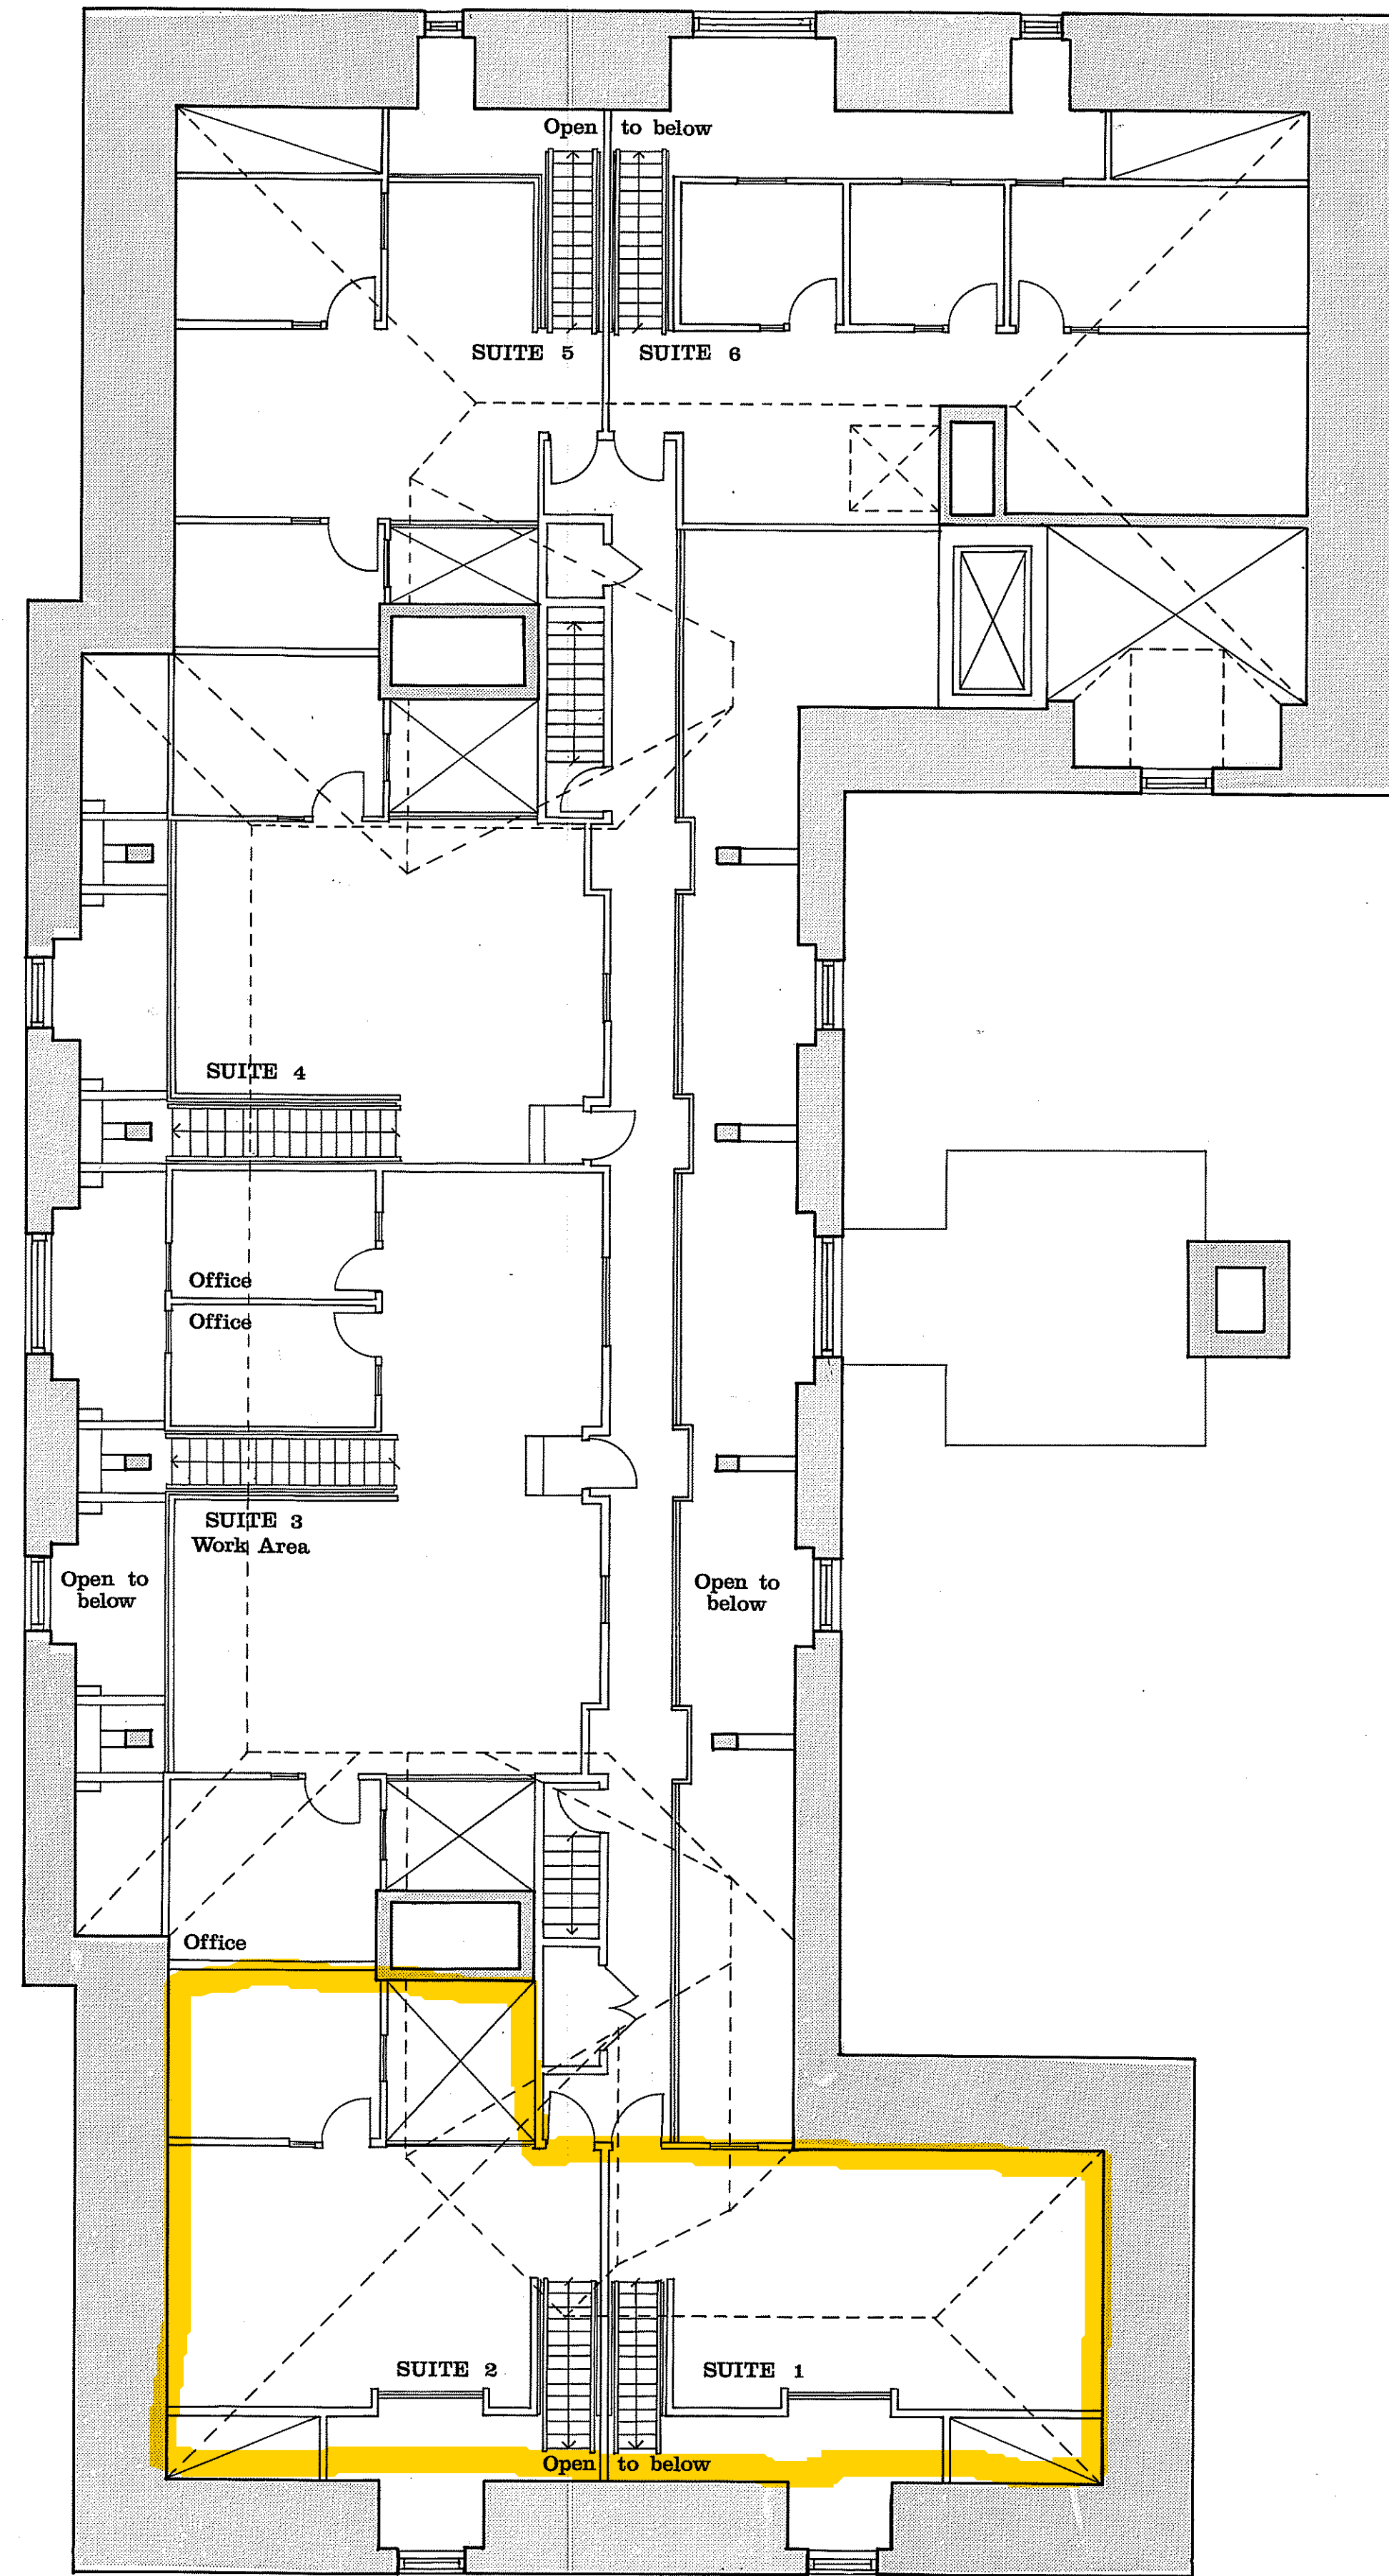 Open to below
SUITE 5
SUITE 6
SUITE 4
Office
Office
SUITE 3
Work Area
Open to
below
Open to
below
Office
SUITE 2
SUITE 1
Open to below